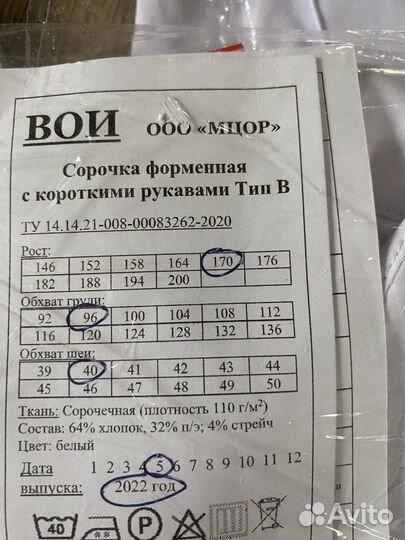 ВОИ ООО «МЦОР»
Сорочка форменная
с короткими рукавами Тип В
ТУ 14.14.21-008-00083262-2020
Рост:
146 152 158 164 170 176
182 188 194 200
Обхват груди:
92 96 100 104 108 112
116 120 124 128 132 136
Обхват шеи:
39 40 41 42 43 44
45 46 47 48 49 50
Ткань: Сорочечная (плотность 110 г/м²)
Состав: 64% хлопок, 32% п/э; 4% стрейч
Цвет: белый
Дата 1 2 3 4 5 6 7 8 9 10 11 12
выпуска: 2022 год
40 P
Avito